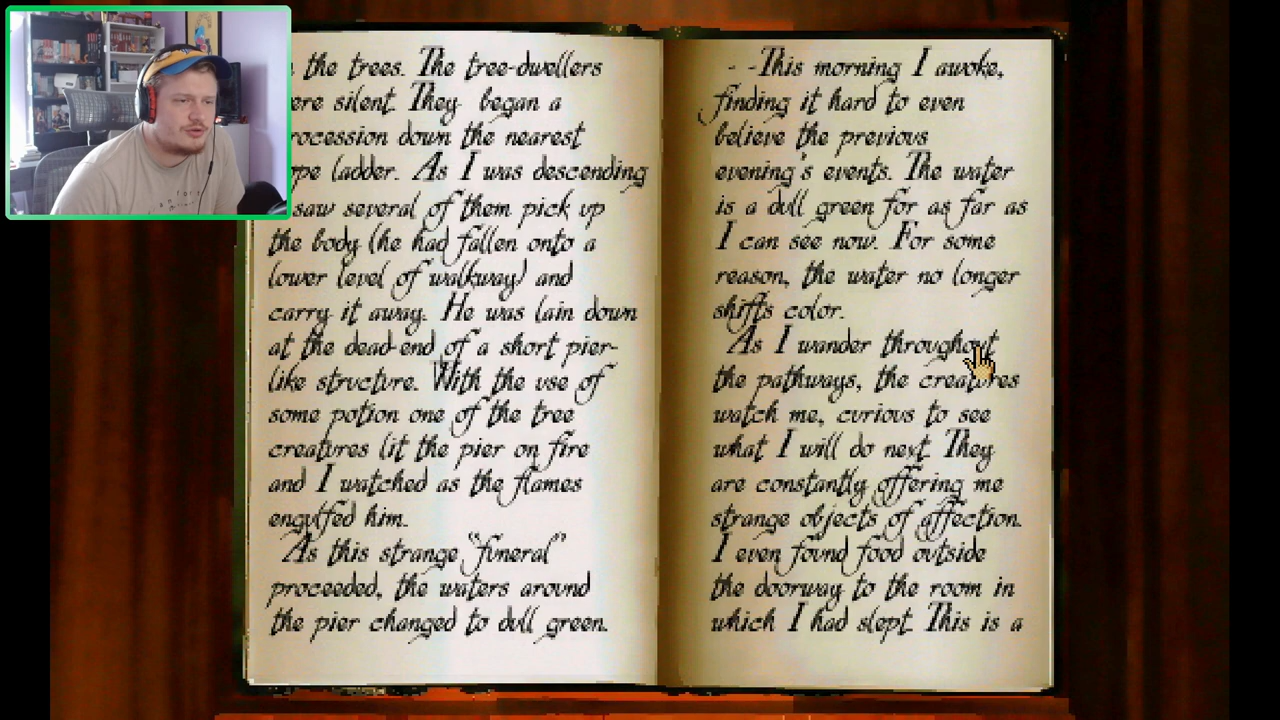 the trees. The tree-dwellers
silent. They began a
down the nearest
ladder. As I was descending
saw several of them pick up
the body (he had fallen onto a
lower level of walkway) and
carry it away. He was lain down
at the dead-end of a short pier-
like structure. With the use of
some potion one of the tree
creatures lit the pier on fire
and I watched as the flames
engulfed him.
As this strange "funeral"
proceeded, the waters around
the pier changed to dull green.
- -This morning I awoke,
finding it hard to even
believe the previous
evening's events. The water
is a dull green for as far as
I can see now. For some
reason, the water no longer
shifts color.
As I wander throughout
the pathways, the creatures
watch me, curious to see
what I will do next. They
are constantly offering me
strange objects of affection.
I even found food outside
the doorway to the room in
which I had slept. This is a